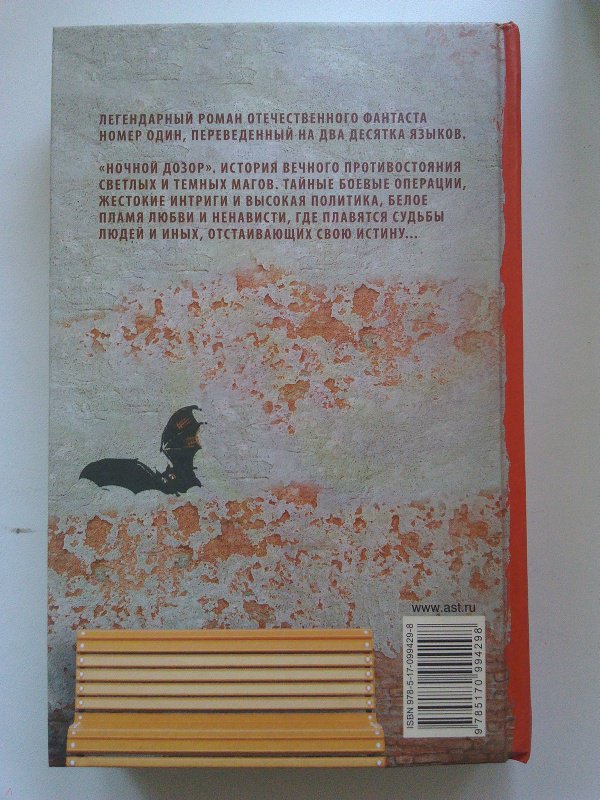 ЛЕГЕНДАРНЫЙ РОМАН ОТЕЧЕСТВЕННОГО ФАНТАСТА
НОМЕР ОДИН, ПЕРЕВЕДЕННЫЙ НА ДВА ДЕСЯТКА ЯЗЫКОВ.
«НОЧНОЙ ДОЗОР». ИСТОРИЯ ВЕЧНОГО ПРОТИВОСТОЯНИЯ
СВЕТЛЫХ И ТЕМНЫХ МАГОВ. ТАЙНЫЕ БОЕВЫЕ ОПЕРАЦИИ,
ЖЕСТОКИЕ ИНТРИГИ И ВЫСОКАЯ ПОЛИТИКА, БЕЛОЕ
ПЛАМЯ ЛЮБВИ И НЕНАВИСТИ, ГДЕ ПЛАВЯТСЯ СУДЬБЫ
ЛЮДЕЙ И ИНЫХ, ОТСТАИВАЮЩИХ СВОЮ ИСТИНУ...
www.ast.ru
ISBN 978-5-17-099429-8
9 785170 994298